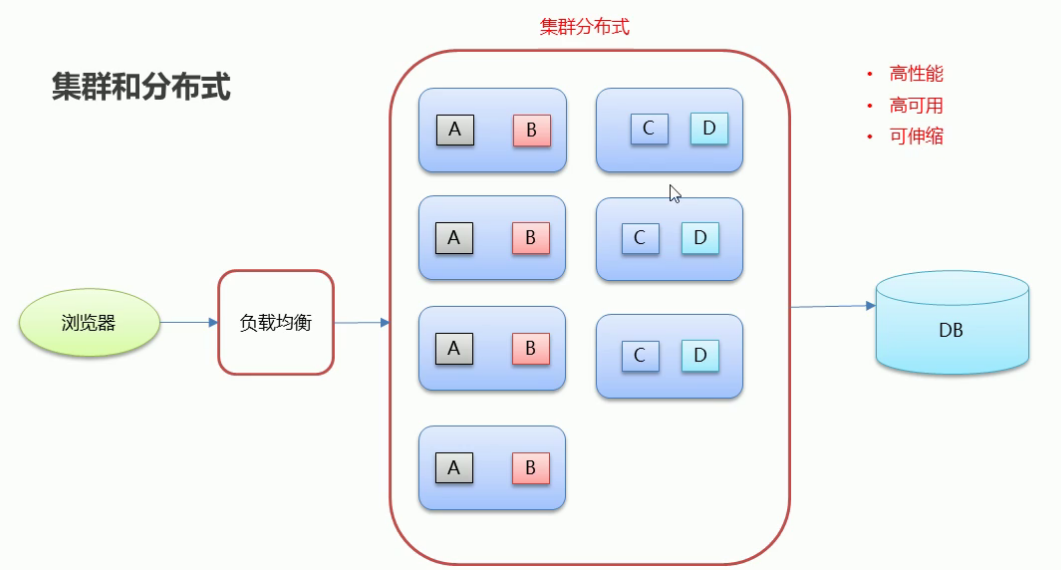 集群分布式
集群和分布式
• 高性能
• 高可用
• 可伸缩
A B C D
A B C D
浏览器
负载均衡
A B C D
DB
A B